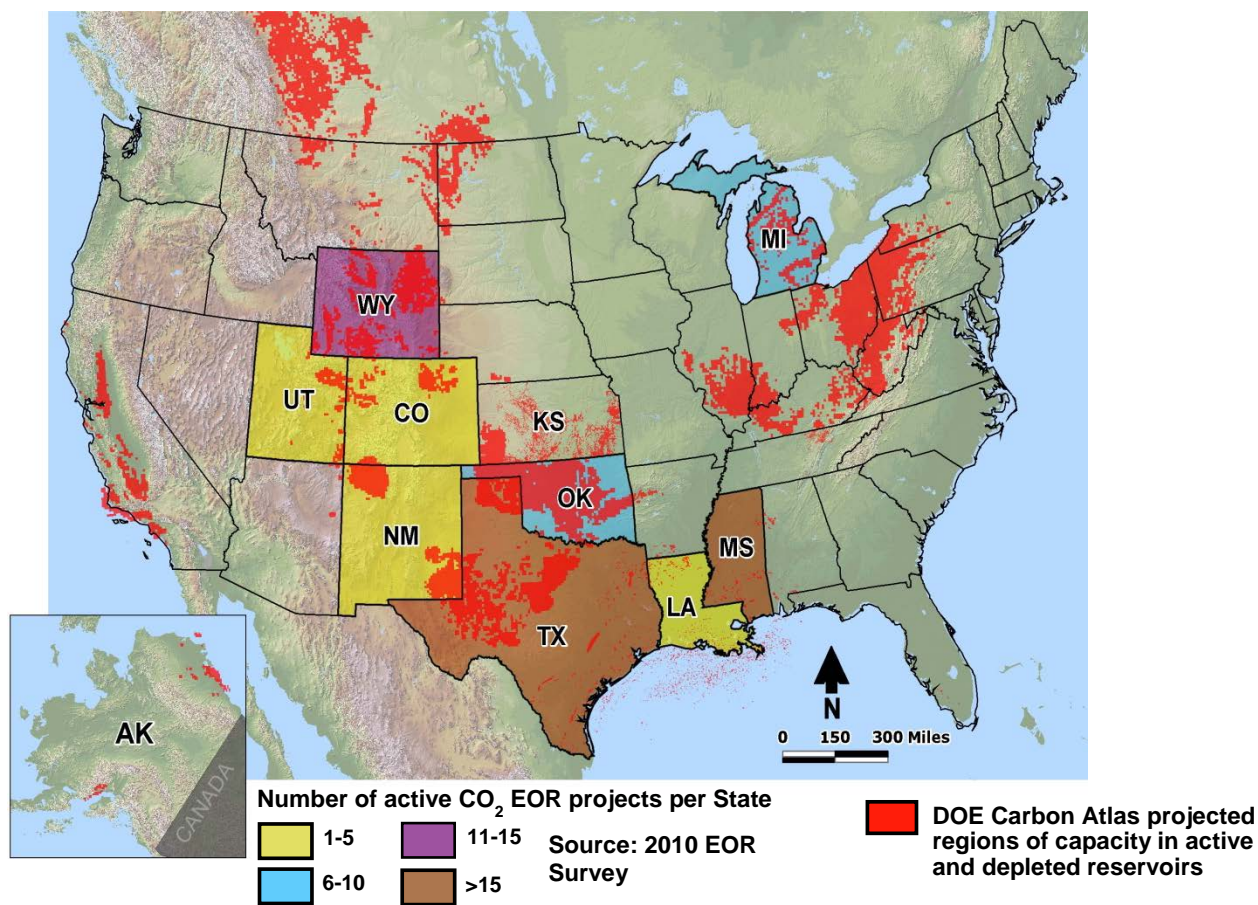 MI
WY
UT
CO
KS
OK
NM
MS
LA
TX
N
0 150 300 Miles
AK
CANADA
Number of active CO₂ EOR projects per State
1-5
11-15
6-10
>15
Source: 2010 EOR
Survey
DOE Carbon Atlas projected
regions of capacity in active
and depleted reservoirs